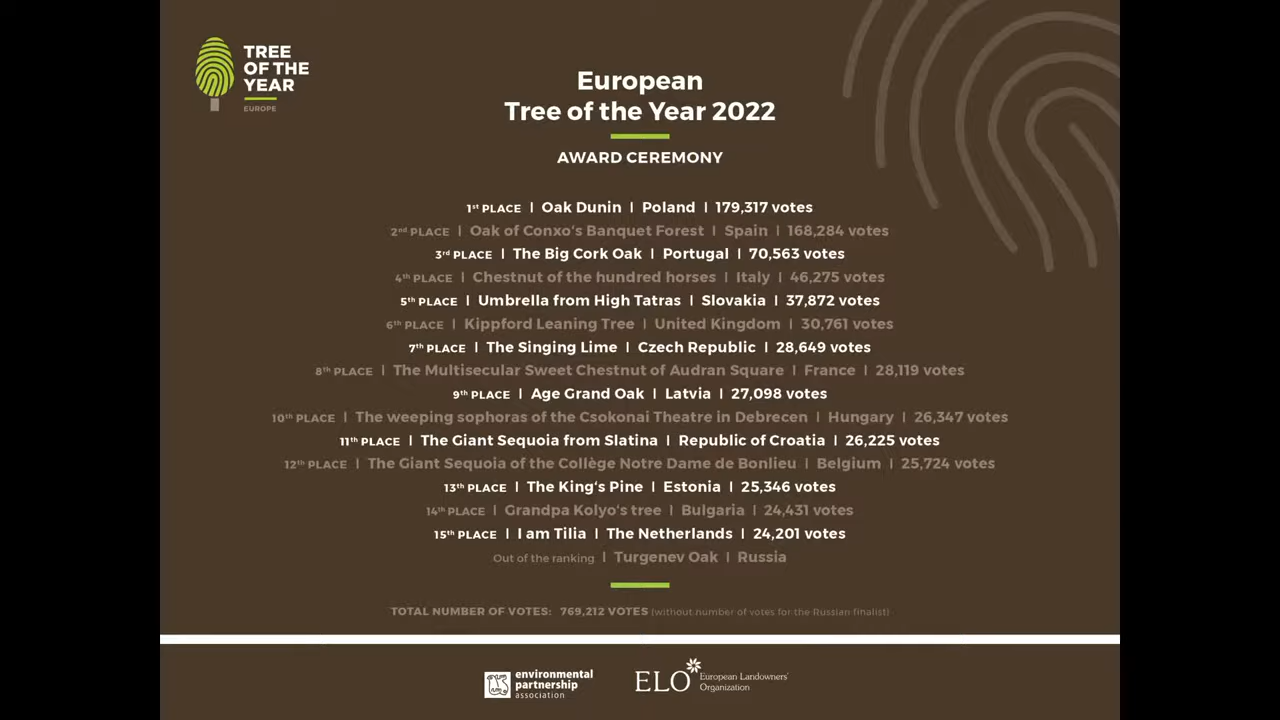 TREE
OF THE
YEAR
EUROPE
European
Tree of the Year 2022
AWARD CEREMONY
1st PLACE | Oak Dunin | Poland | 179,317 votes
2nd PLACE | Oak of Conxo's Banquet Forest | Spain | 168,284 votes
3rd PLACE | The Big Cork Oak | Portugal | 70,563 votes
4th PLACE | Chestnut of the hundred horses | Italy | 46,275 votes
5th PLACE | Umbrella from High Tatras | Slovakia | 37,872 votes
6th PLACE | Kippford Leaning Tree | United Kingdom | 30,761 votes
7th PLACE | The Singing Lime | Czech Republic | 28,649 votes
8th PLACE | The Multisecular Sweet Chestnut of Audran Square | France | 28,119 votes
9th PLACE | Age Grand Oak | Latvia | 27,098 votes
10th PLACE | The weeping sophoras of the Csokonai Theatre in Debrecen | Hungary | 26,347 votes
11th PLACE | The Giant Sequoia from Slatina | Republic of Croatia | 26,225 votes
12th PLACE | The Giant Sequoia of the Collège Notre Dame de Bonlieu | Belgium | 25,724 votes
13th PLACE | The King's Pine | Estonia | 25,346 votes
14th PLACE | Grandpa Kolyo's tree | Bulgaria | 24,431 votes
15th PLACE | I am Tilia | The Netherlands | 24,201 votes
Out of the ranking | Turgenev Oak | Russia
TOTAL NUMBER OF VOTES: 769,212 VOTES (without number of votes for the Russian finalist)
environmental
partnership
association
ELO
European Landowners'
Organization